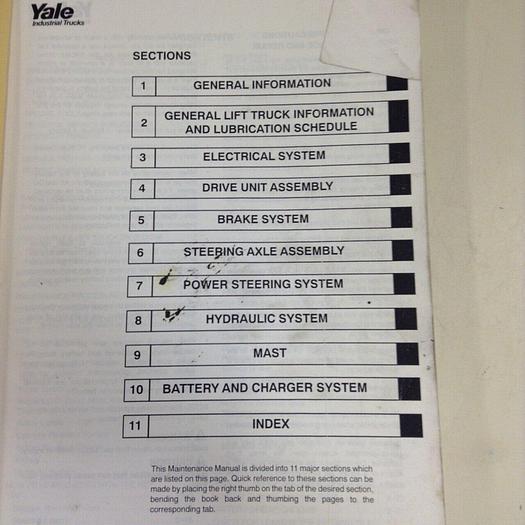 Yale
Industrial Trucks
SECTIONS
1 GENERAL INFORMATION
2 GENERAL LIFT TRUCK INFORMATION
AND LUBRICATION SCHEDULE
3 ELECTRICAL SYSTEM
4 DRIVE UNIT ASSEMBLY
5 BRAKE SYSTEM
6 STEERING AXLE ASSEMBLY
7 POWER STEERING SYSTEM
8 HYDRAULIC SYSTEM
9 MAST
10 BATTERY AND CHARGER SYSTEM
11 INDEX
This Maintenance Manual is divided into 11 major sections which
are listed on this page. Quick reference to these sections can be
made by placing the right thumb on the tab of the desired section,
bending the book back and thumbing the pages to the
corresponding tab.